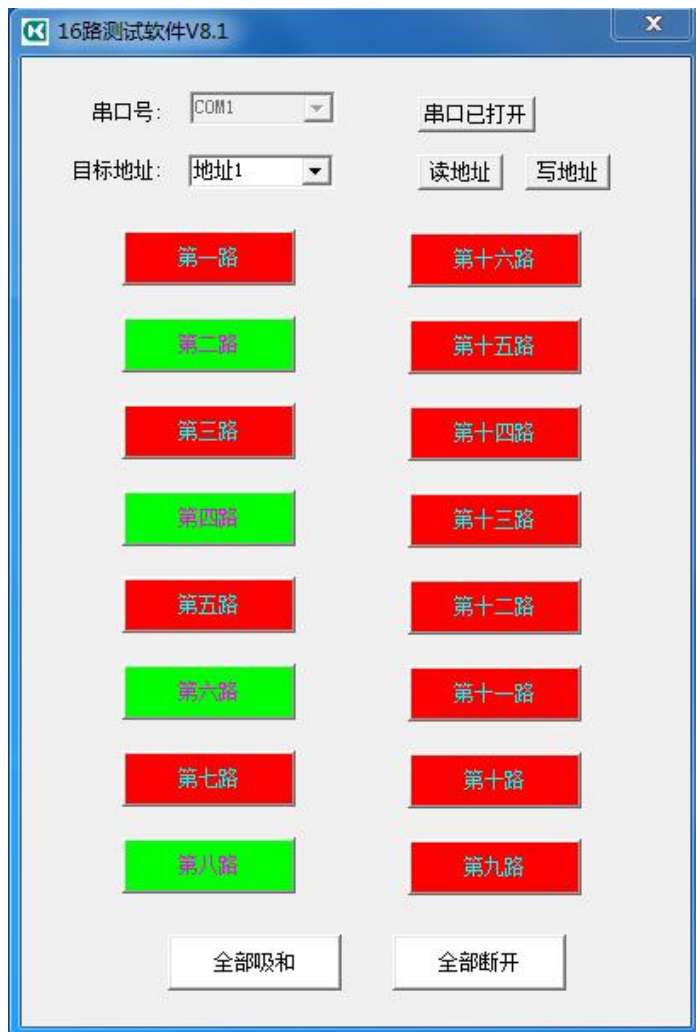 16路测试软件V8.1
串口号: COM1 串口已打开
目标地址: 地址1 读地址 写地址
第一路 第十六路
第二路 第十五路
第三路 第十四路
第四路 第十三路
第五路 第十二路
第六路 第十一路
第七路 第十路
第八路 第九路
全部吸和 全部断开